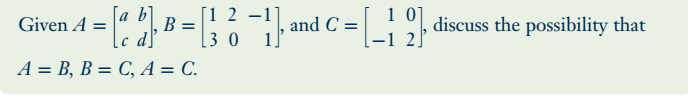 Given A = [a b; c d], B = [1 2 −1; 3 0 1], and C = [1 0; −1 2], discuss the possibility that
A = B, B = C, A = C.